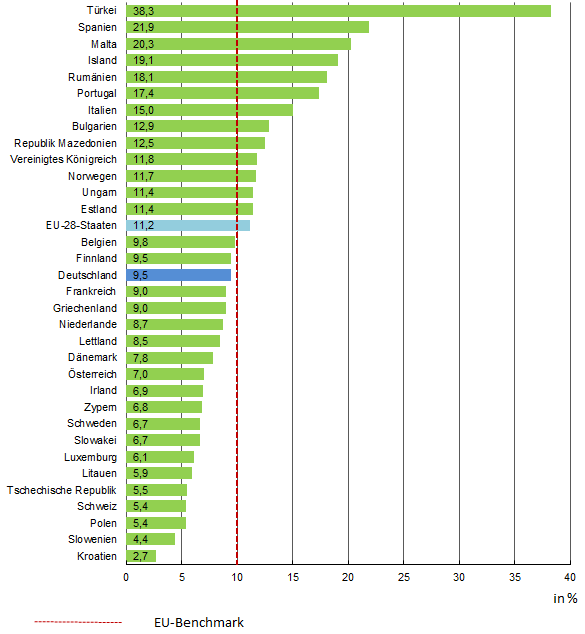 Türkei 38,3
Spanien 21,9
Malta 20,3
Island 19,1
Rumänien 18,1
Portugal 17,4
Italien 15,0
Bulgarien 12,9
Republik Mazedonien 12,5
Vereinigtes Königreich 11,8
Norwegen 11,7
Ungarn 11,4
Estland 11,4
EU-28-Staaten 11,2
Belgien 9,8
Finnland 9,5
Deutschland 9,5
Frankreich 9,0
Griechenland 9,0
Niederlande 8,7
Lettland 8,5
Dänemark 7,8
Österreich 7,0
Irland 6,9
Zypern 6,8
Schweden 6,7
Slowakei 6,7
Luxemburg 6,1
Litauen 5,9
Tschechische Republik 5,5
Schweiz 5,4
Polen 5,4
Slowenien 4,4
Kroatien 2,7
0 5 10 15 20 25 30 35 40
in %
EU-Benchmark